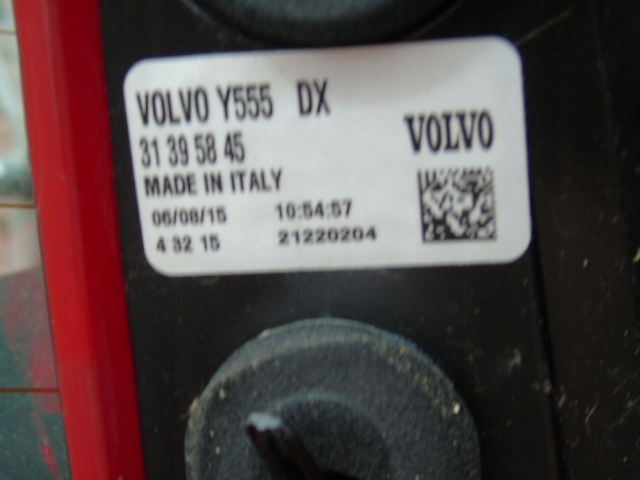 VOLVO Y555 DX
31 39 58 45
VOLVO
MADE IN ITALY
06/08/15 10:54:57
4 32 15 21220204